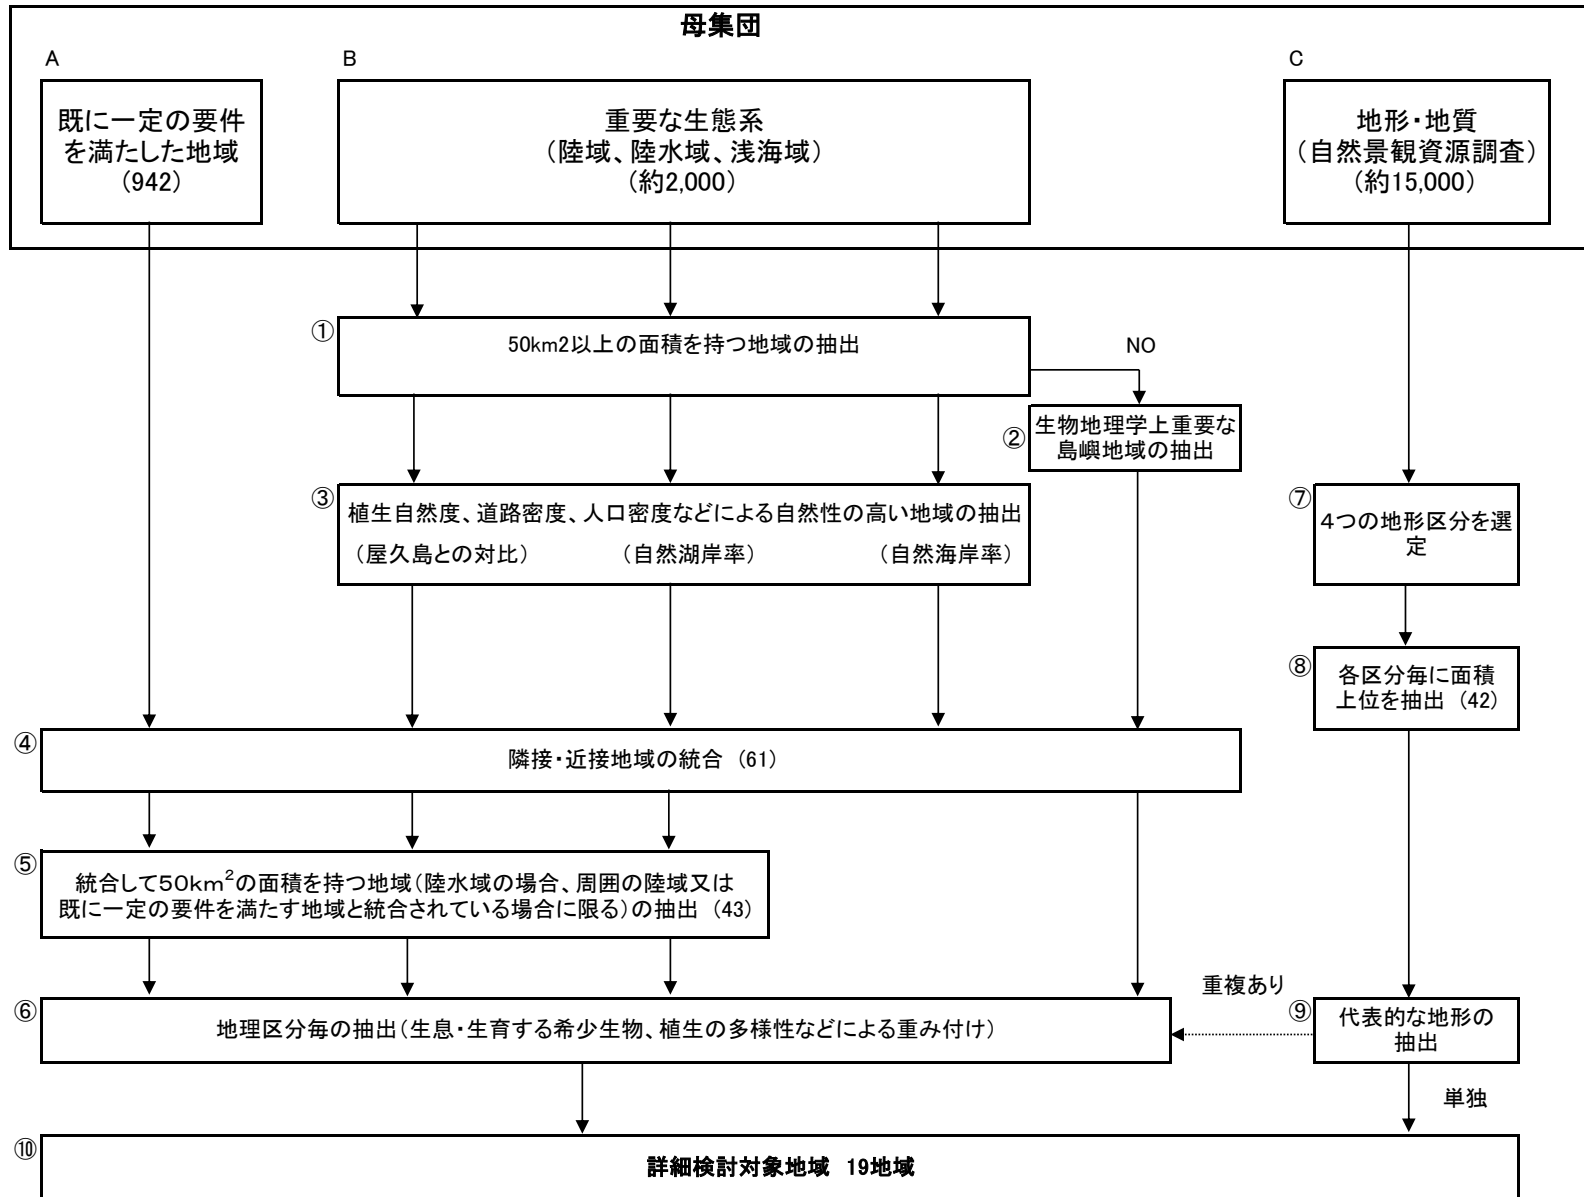 母集団
A
既に一定の要件
を満たした地域
(942)
B
重要な生態系
(陸域、陸水域、浅海域)
(約2,000)
C
地形・地質
(自然景観資源調査)
(約15,000)
①
50km2以上の面積を持つ地域の抽出
NO
②
生物地理学上重要な
島嶼地域の抽出
③
植生自然度、道路密度、人口密度などによる自然性の高い地域の抽出
(屋久島との対比) (自然湖岸率) (自然海岸率)
⑦
4つの地形区分を選
定
⑧
各区分毎に面積
上位を抽出 (42)
④
隣接・近接地域の統合 (61)
⑤
統合して50km²の面積を持つ地域(陸水域の場合、周囲の陸域又は
既に一定の要件を満たす地域と統合されている場合に限る)の抽出 (43)
⑥
地理区分毎の抽出(生息・生育する希少生物、植生の多様性などによる重み付け)
重複あり
⑨
代表的な地形の
抽出
単独
⑩
詳細検討対象地域 19地域